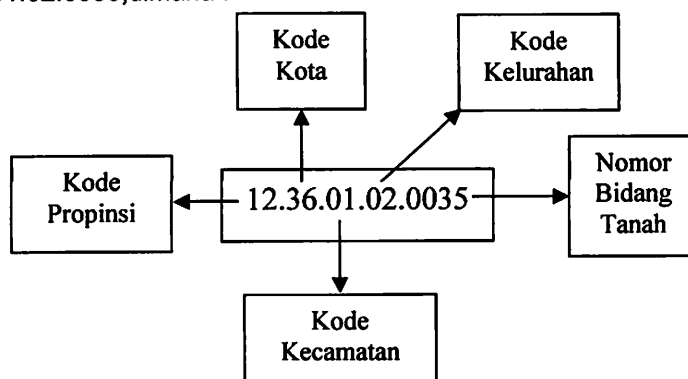 Kode
Kota
Kode
Kelurahan
Kode
Propinsi
12.36.01.02.0035
Nomor
Bidang
Tanah
Kode
Kecamatan